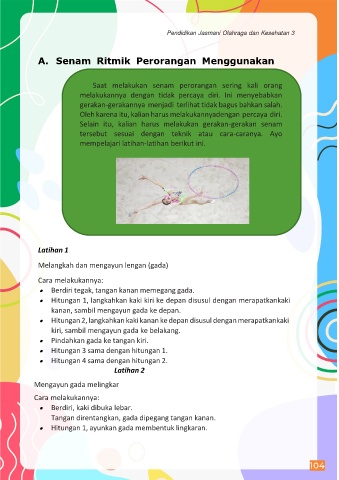 Pendidkan Jasmani Olahraga dan Kesehatan 3
A. Senam Ritmik Perorangan Menggunakan
Saat melakukan senam perorangan sering kali orang
melakukannya dengan tidak percaya diri. Ini menyebabkan
gerakan-gerakannya menjadi terlihat tidak bagus bahkan salah.
Oleh karena itu, kalian harus melakukannyadengan percaya diri.
Selain itu, kalian harus melakukan gerakan-gerakan senam
tersebut sesuai dengan teknik atau cara-caranya. Ayo
mempelajari latihan-latihan berikut ini.
Latihan 1
Melangkah dan mengayun lengan (gada)
Cara melakukannya:
• Berdiri tegak, tangan kanan memegang gada.
• Hitungan 1, langkahkan kaki kiri ke depan disusul dengan merapatkankaki
kanan, sambil mengayun gada ke depan.
• Hitungan 2, langkahkan kaki kanan ke depan disusul dengan merapatkankaki
kiri, sambil mengayun gada ke belakang.
• Pindahkan gada ke tangan kiri.
• Hitungan 3 sama dengan hitungan 1.
• Hitungan 4 sama dengan hitungan 2.
Latihan 2
Mengayun gada melingkar
Cara melakukannya:
• Berdiri, kaki dibuka lebar.
Tangan direntangkan, gada dipegang tangan kanan.
• Hitungan 1, ayunkan gada membentuk lingkaran.
104